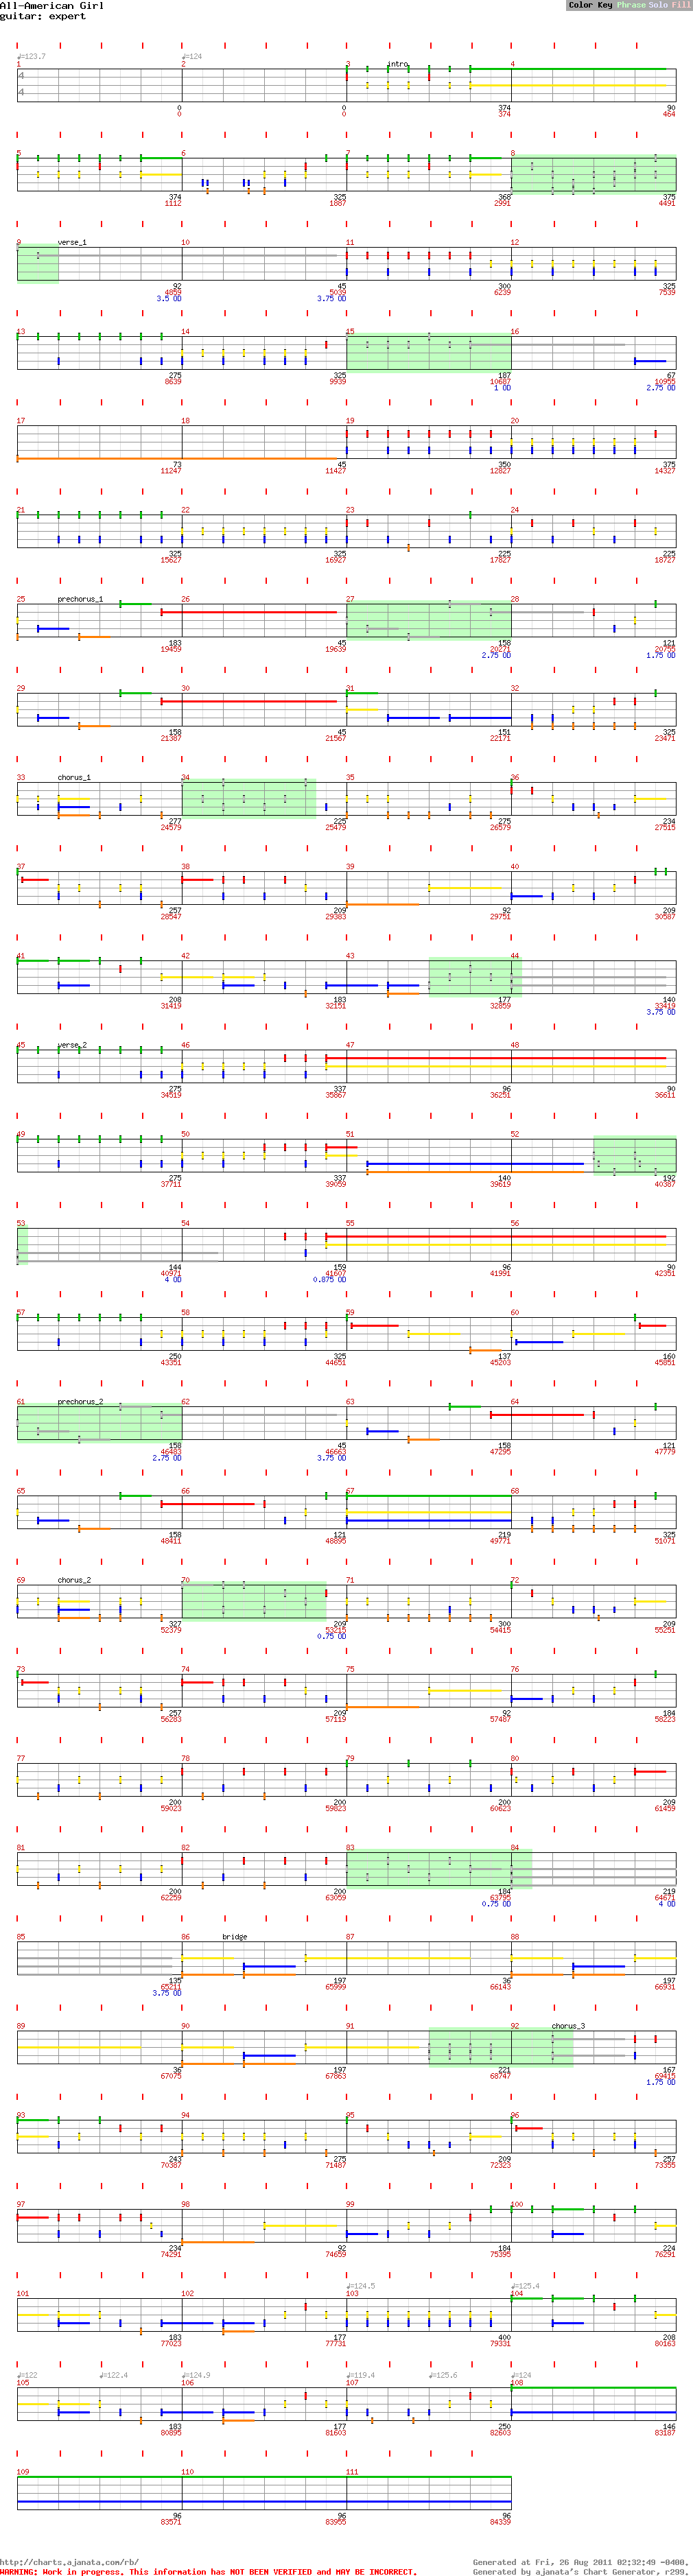 All-American Girl
Color Key Phrase Solo Fill
guitar: expert
♩=123.7 ♩=124
1 2 3 intro 4
4
4
0 0 374 90
0 0 374 464
5 6 7 8
374 325 368 375
1112 1887 2991 4491
9 verse_1 10 11 12
92 45 300 325
4859 5039 6239 7539
3.5 OD 3.75 OD
13 14 15 16
275 325 187 67
8639 9939 10687 10955
1 OD 2.75 OD
17 18 19 20
73 45 350 375
11247 11427 12827 14327
21 22 23 24
325 325 225 225
15627 16927 17827 18727
25 prechorus_1 26 27 28
183 45 158 121
19459 19639 20271 20755
2.75 OD 1.75 OD
29 30 31 32
158 45 151 325
21387 21567 22171 23471
33 chorus_1 34 35 36
277 225 275 234
24579 25479 26579 27515
37 38 39 40
257 209 92 209
28547 29383 29751 30587
41 42 43 44
208 183 177 140
31419 32151 32859 33419
3.75 OD
45 verse_2 46 47 48
275 337 96 90
34519 35867 36251 36611
49 50 51 52
275 337 140 192
37711 39059 39619 40387
53 54 55 56
144 159 96 90
40971 41607 41991 42351
4 OD 0.875 OD
57 58 59 60
250 325 137 160
43351 44651 45203 45851
61 prechorus_2 62 63 64
158 45 158 121
46483 46663 47295 47779
2.75 OD 3.75 OD
65 66 67 68
158 121 219 325
48411 48895 49771 51071
69 chorus_2 70 71 72
327 209 300 209
52379 53215 54415 55251
0.75 OD
73 74 75 76
257 209 92 184
56283 57119 57487 58223
77 78 79 80
200 200 200 209
59023 59823 60623 61459
81 82 83 84
200 200 184 219
62259 63059 63795 64671
0.75 OD 4 OD
85 86 bridge 87 88
135 197 36 197
65211 65999 66143 66931
3.75 OD
89 90 91 92 chorus_3
36 197 221 167
67075 67863 68747 69415
1.75 OD
93 94 95 96
243 275 209 257
70387 71487 72323 73355
97 98 99 100
234 92 184 224
74291 74659 75395 76291
♩=124.5 ♩=125.4
101 102 103 104
183 177 400 208
77023 77731 79331 80163
♩=122 ♩=122.4 ♩=124.9 ♩=119.4 ♩=125.6 ♩=124
105 106 107 108
183 177 250 146
80895 81603 82603 83187
109 110 111
96 96 96
83571 83955 84339
http://charts.ajanata.com/rb/ Generated at Fri, 26 Aug 2011 02:32:49 -0400.
WARNING: Work in progress. This information has NOT BEEN VERIFIED and MAY BE INCORRECT. Generated by ajanata's Chart Generator, r299.